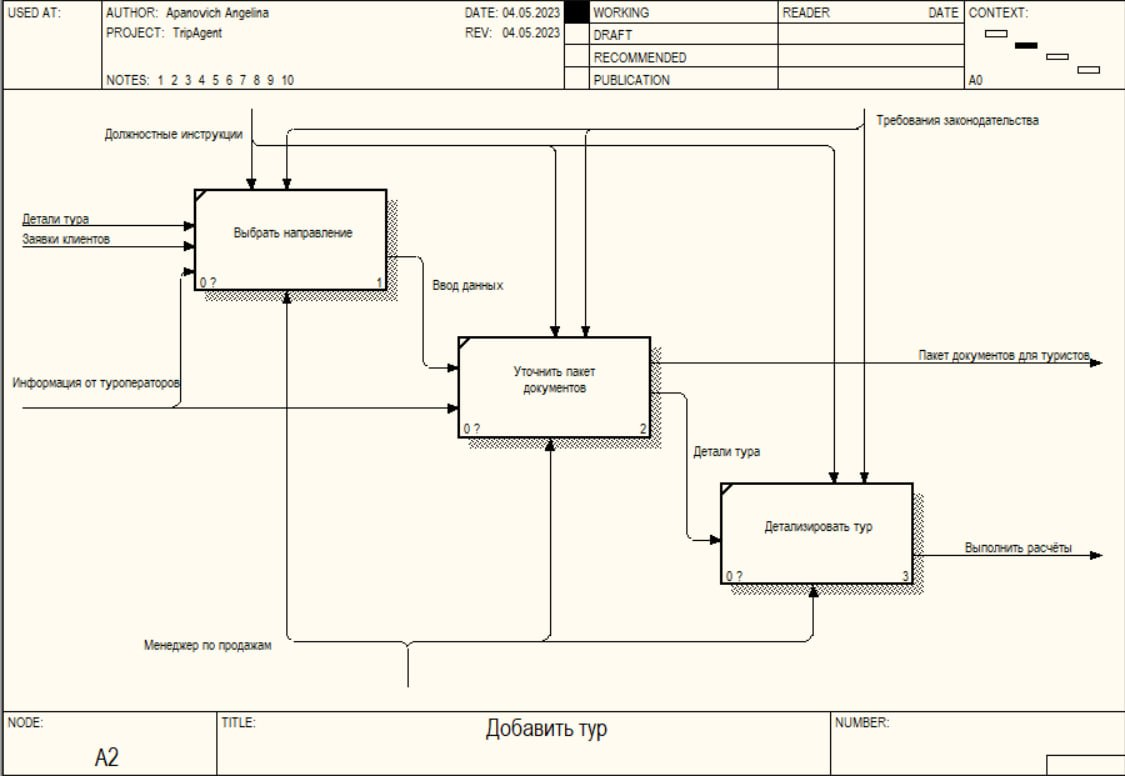 USED AT:
AUTHOR: Apanovich Angelina
DATE: 04.05.2023
PROJECT: TripAgent
REV: 04.05.2023
NOTES: 1 2 3 4 5 6 7 8 9 10
WORKING
DRAFT
RECOMMENDED
PUBLICATION
READER
DATE
CONTEXT:
A0
Должностные инструкции
Требования законодательства
Детали тура
Заявки клиентов
Выбрать направление
0 ?
1
Ввод данных
Информация от туроператоров
Уточнить пакет
документов
0 ?
2
Пакет документов для туристов
Детали тура
Детализировать тур
0 ?
3
Выполнить расчёты
Менеджер по продажам
NODE:
A2
TITLE:
Добавить тур
NUMBER: